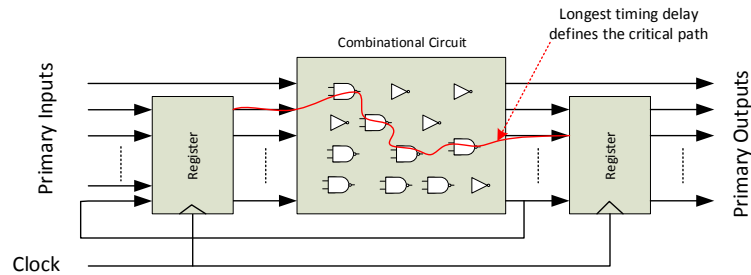 Longest timing delay
defines the critical path
Combinational Circuit
Primary Inputs
Register
Register
Primary Outputs
Clock